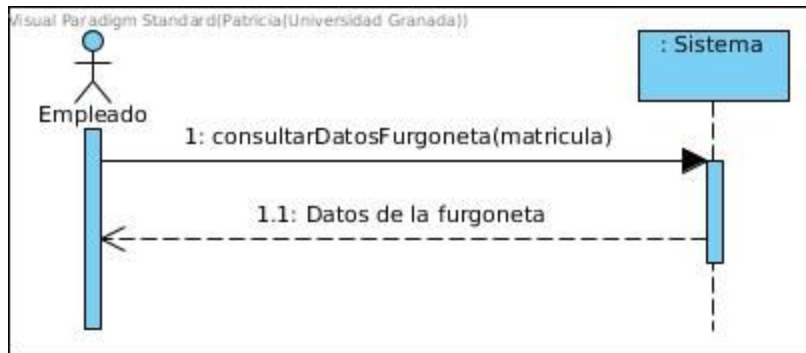 Visual Paradigm Standard(Patricia(Universidad Granada))
: Sistema
Empleado
1: consultarDatosFurgoneta(matricula)
1.1: Datos de la furgoneta